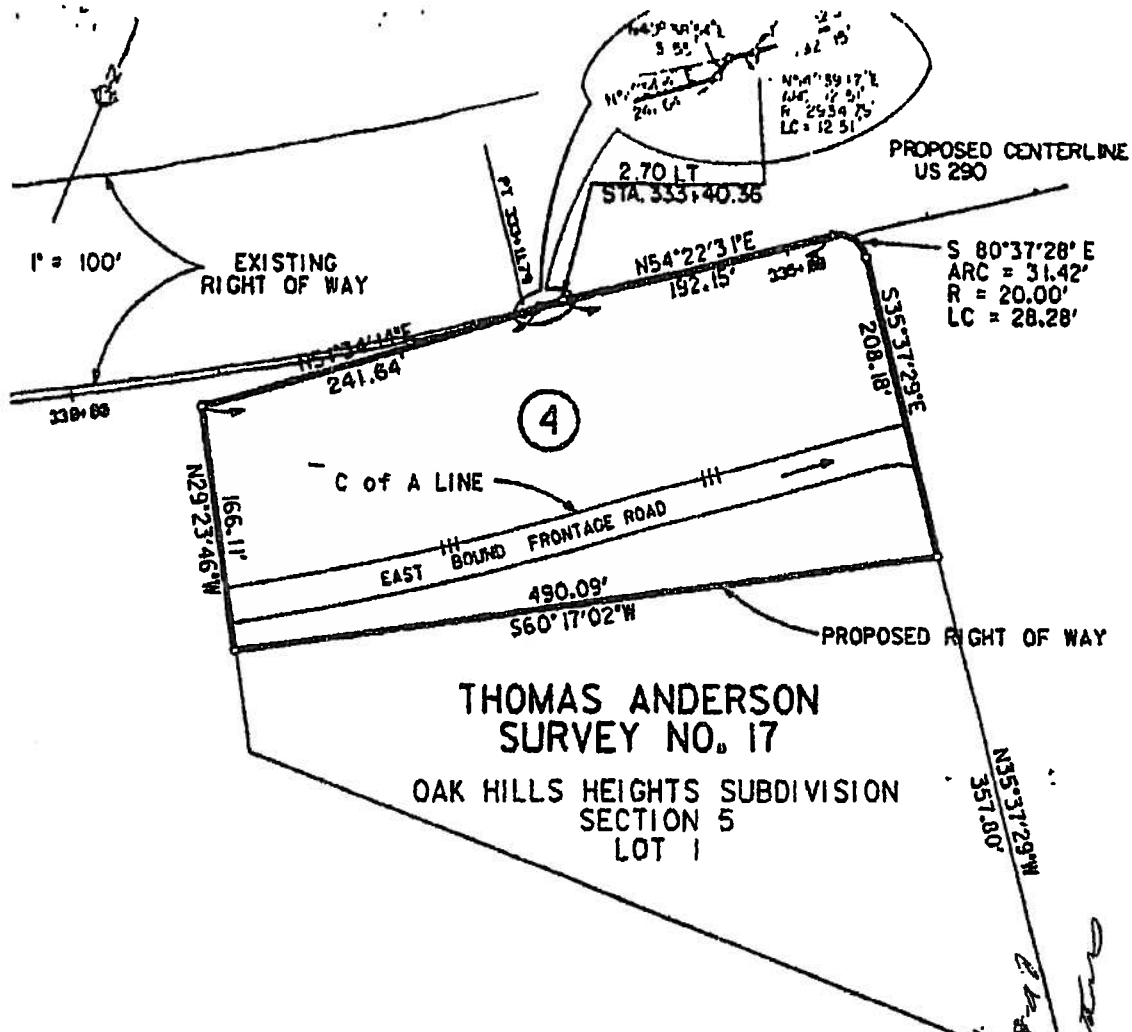 LC = 12.51'
PROPOSED CENTERLINE
US 290
2.70 LT
STA. 333+40.36
1" = 100'
EXISTING
RIGHT OF WAY
N54°22'31"E
192.15'
S 80°37'28" E
ARC = 31.42'
R = 20.00'
LC = 28.28'
241.64'
S35°37'29"E
208.18'
4
N29°23'46"W
166.11'
C of A LINE
EAST BOUND FRONTAGE ROAD
490.09'
S60°17'02"W
PROPOSED RIGHT OF WAY
THOMAS ANDERSON
SURVEY NO. 17
OAK HILLS HEIGHTS SUBDIVISION
SECTION 5
LOT 1
N35°37'29"W
357.80'